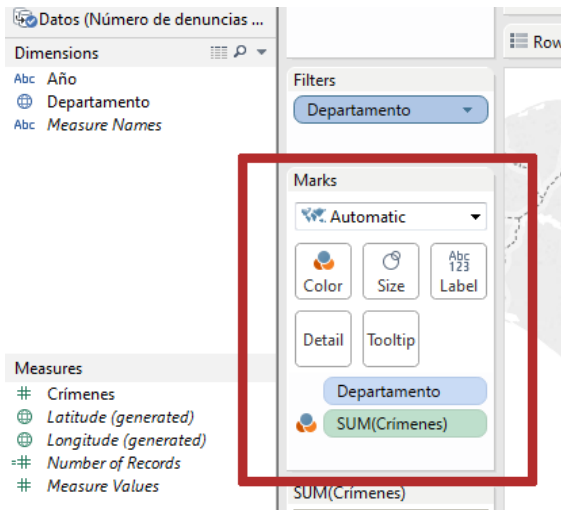 Datos (Número de denuncias ...
Dimensions
Abc Año
Departamento
Abc Measure Names
Measures
# Crímenes
Latitude (generated)
Longitude (generated)
=# Number of Records
# Measure Values
Filters
Departamento
Marks
Automatic
Color
Size
Abc
123
Label
Detail
Tooltip
Departamento
SUM(Crímenes)
SUM(Crímenes)
Row